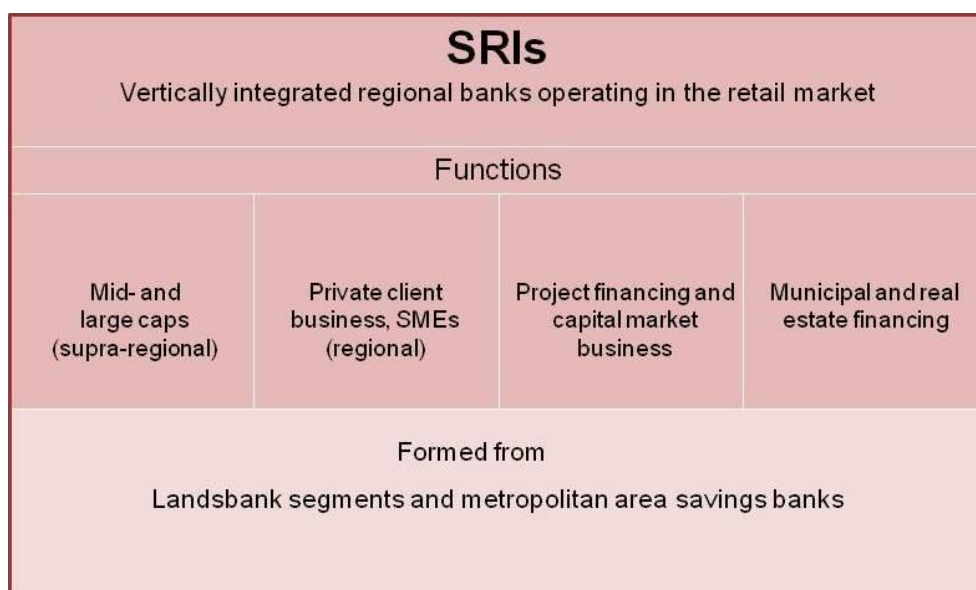 SRIs
Vertically integrated regional banks operating in the retail market
Functions
Mid- and
large caps
(supra-regional)
Private client
business, SMEs
(regional)
Project financing and
capital market
business
Municipal and real
estate financing
Formed from
Landsbank segments and metropolitan area savings banks